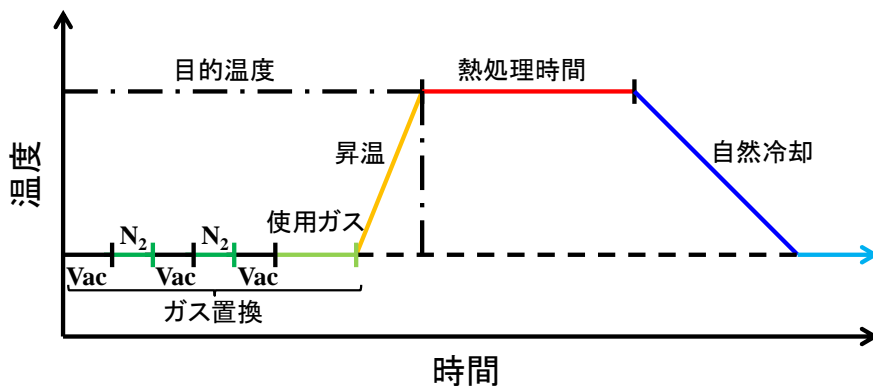 目的温度
熱処理時間
昇温
自然冷却
温度
使用ガス
N₂
N₂
Vac
Vac
Vac
ガス置換
時間